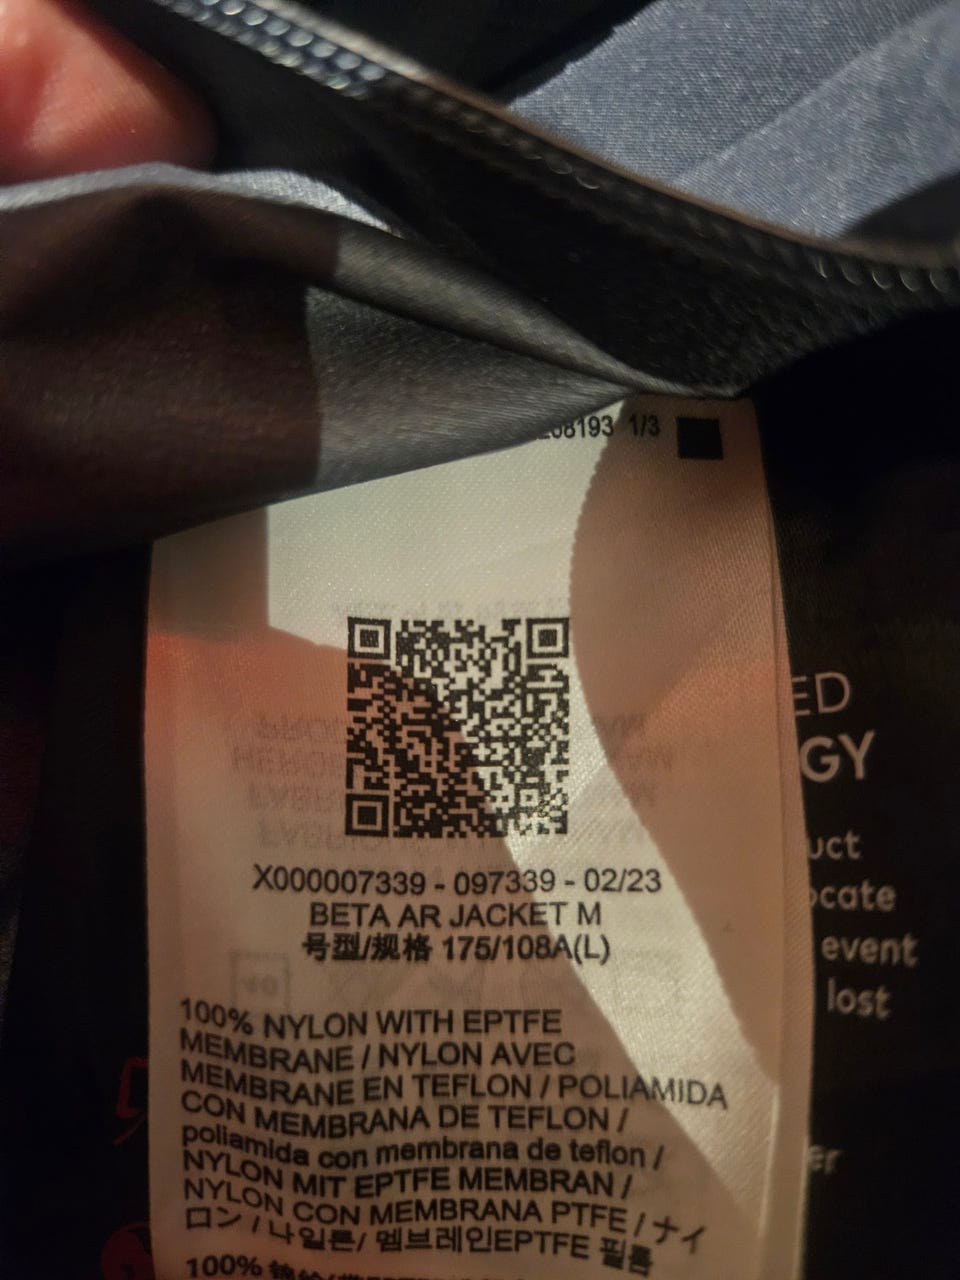 1/3
X000007339 - 097339 - 02/23
BETA AR JACKET M
号型/规格 175/108A(L)
100% NYLON WITH EPTFE
MEMBRANE / NYLON AVEC
MEMBRANE EN TEFLON / POLIAMIDA
CON MEMBRANA DE TEFLON /
poliamida con membrana de teflon /
NYLON MIT EPTFE MEMBRAN /
NYLON CON MEMBRANA PTFE / ナイ
ロン / 나일론/ 멤브레인EPTFE 필름
100%
ED
GY
uct
ocate
event
lost
er